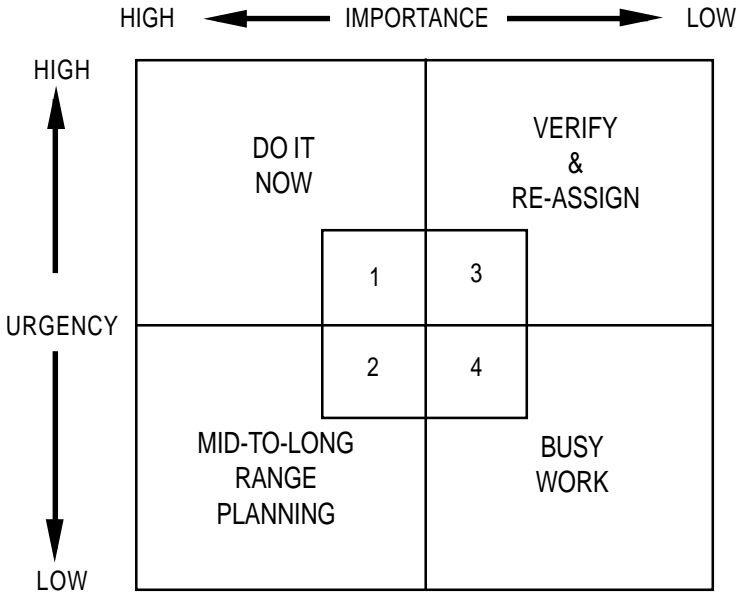 HIGH IMPORTANCE LOW
HIGH
DO IT
NOW
VERIFY
&
RE-ASSIGN
1
3
URGENCY
2
4
MID-TO-LONG
RANGE
PLANNING
BUSY
WORK
LOW